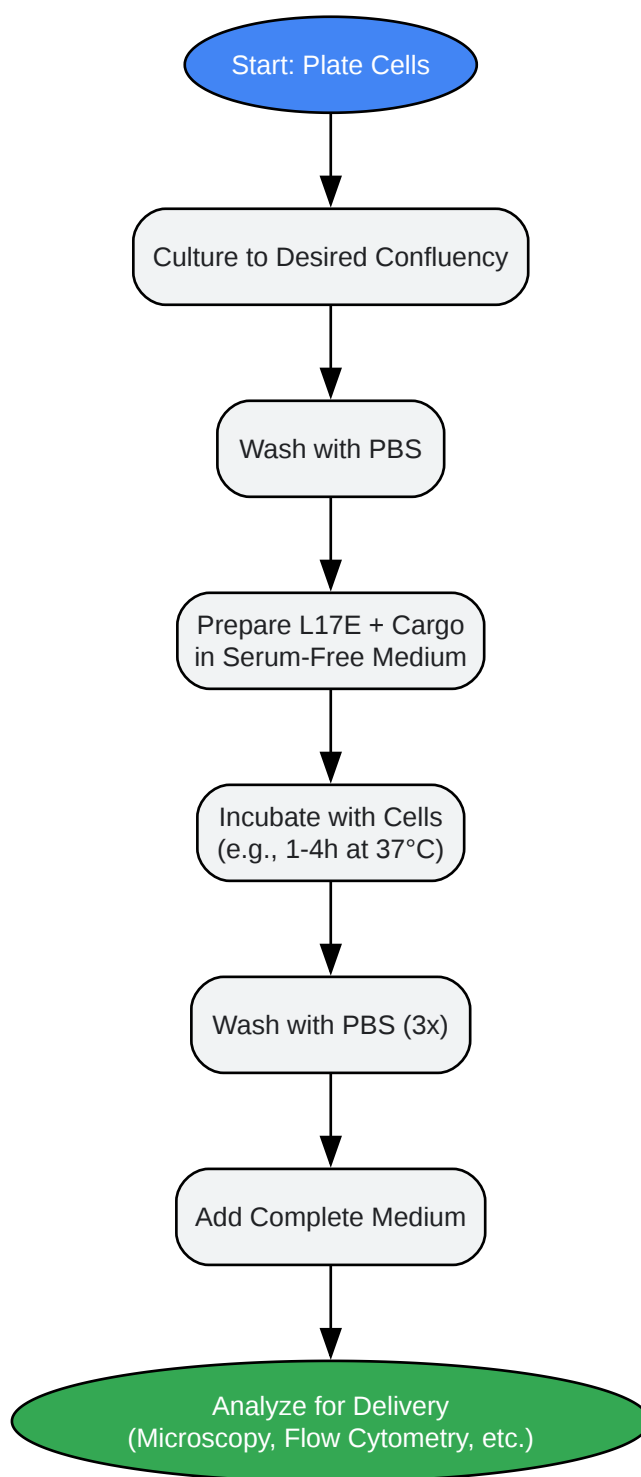 Start: Plate Cells
Culture to Desired Confluency
Wash with PBS
Prepare L17E + Cargo
in Serum-Free Medium
Incubate with Cells
(e.g., 1-4h at 37°C)
Wash with PBS (3x)
Add Complete Medium
Analyze for Delivery
(Microscopy, Flow Cytometry, etc.)